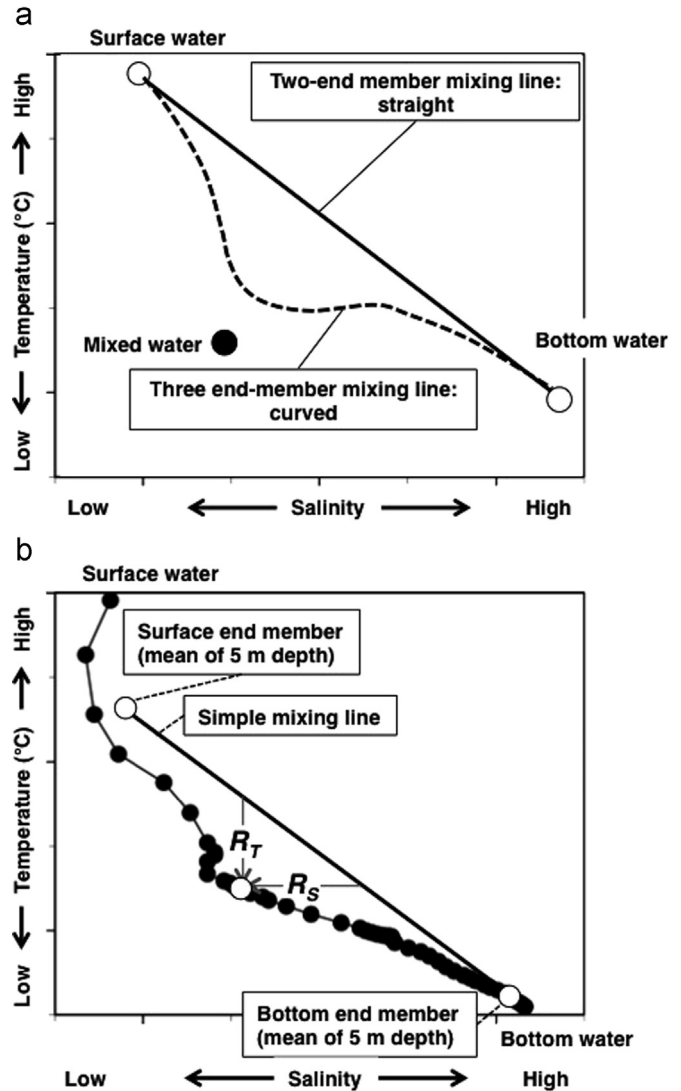 a
Surface water
High
Temperature (°C)
Low
Two-end member mixing line:
straight
Mixed water
Bottom water
Three end-member mixing line:
curved
Low
Salinity
High
b
Surface water
High
Temperature (°C)
Low
Surface end member
(mean of 5 m depth)
Simple mixing line
RT
RS
Bottom end member
(mean of 5 m depth)
Bottom water
Low
Salinity
High